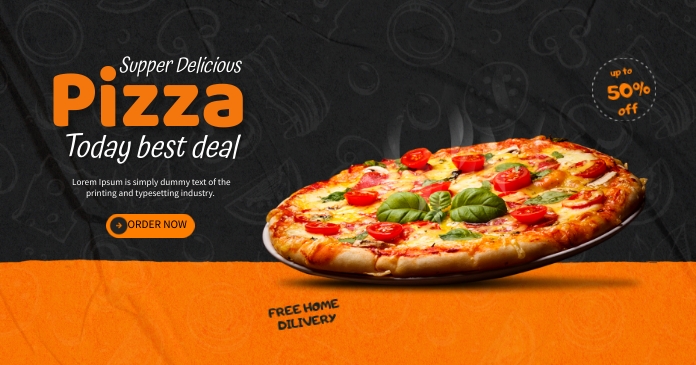 Supper Delicious
Pizza
Today best deal
Lorem Ipsum is simply dummy text of the
printing and typesetting industry.
ORDER NOW
up to
50%
off
FREE HOME
DILIVERY